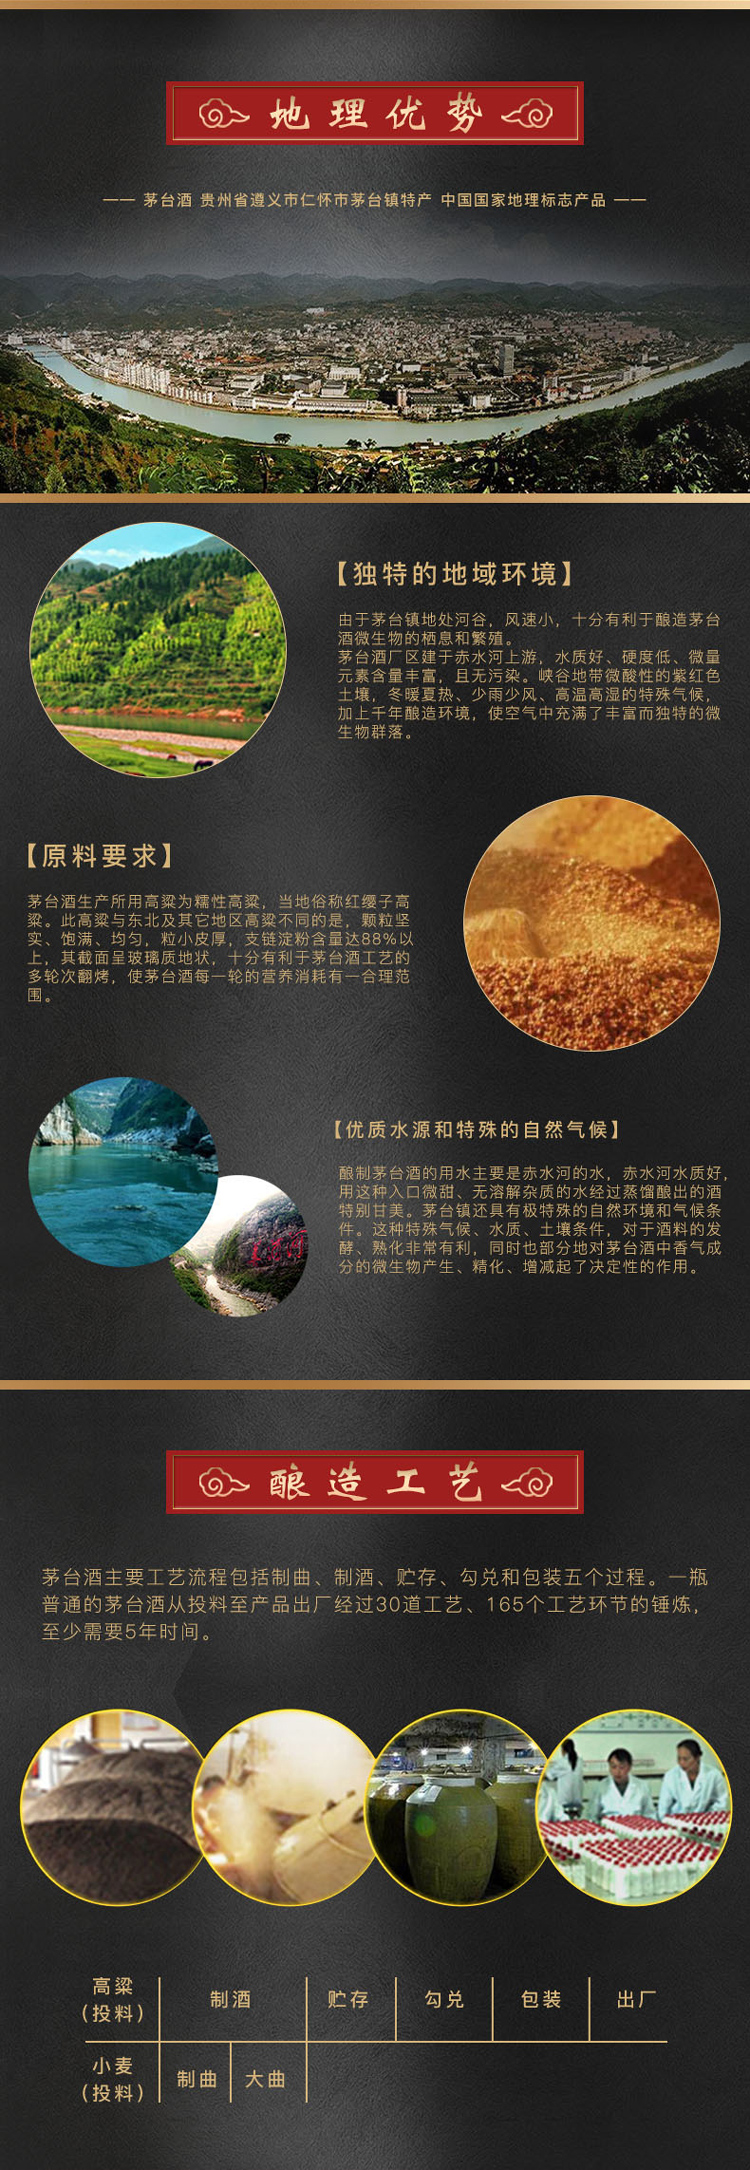 地理优势
—— 茅台酒 贵州省遵义市仁怀市茅台镇特产 中国国家地理标志产品 ——
【独特的地域环境】
由于茅台镇地处河谷，风速小，十分有利于酿造茅台
酒微生物的栖息和繁殖。
茅台酒厂区建于赤水河上游，水质好、硬度低、微量
元素含量丰富，且无污染。峡谷地带微酸性的紫红色
土壤，冬暖夏热、少雨少风、高温高湿的特殊气候，
加上千年酿造环境，使空气中充满了丰富而独特的微
生物群落。
【原料要求】
茅台酒生产所用高粱为糯性高粱，当地俗称红缨子高
粱。此高粱与东北及其它地区高粱不同的是，颗粒坚
实、饱满、均匀，粒小皮厚，支链淀粉含量达88%以
上，其截面呈玻璃质地状，十分有利于茅台酒工艺的
多轮次翻烤，使茅台酒每一轮的营养消耗有一合理范
围。
【优质水源和特殊的自然气候】
酿制茅台酒的用水主要是赤水河的水，赤水河水质好，
用这种入口微甜、无溶解杂质的水经过蒸馏酿出的酒
特别甘美。茅台镇还具有极特殊的自然环境和气候条
件。这种特殊气候、水质、土壤条件，对于酒料的发
酵、熟化非常有利，同时也部分地对茅台酒中香气成
分的微生物产生、精化、增减起了决定性的作用。
酿造工艺
茅台酒主要工艺流程包括制曲、制酒、贮存、勾兑和包装五个过程。一瓶
普通的茅台酒从投料至产品出厂经过30道工艺、165个工艺环节的锤炼，
至少需要5年时间。
高粱
（投料）
制酒 贮存 勾兑 包装 出厂
小麦
（投料）
制曲 大曲